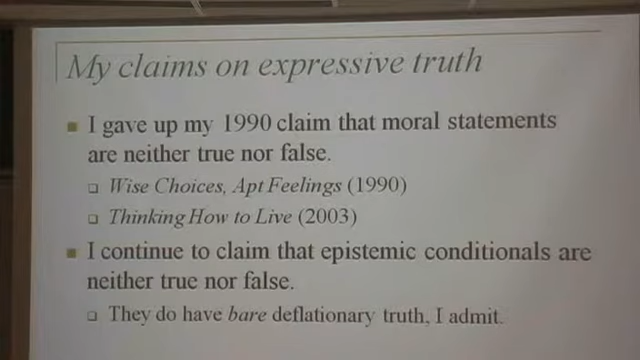 My claims on expressive truth
I gave up my 1990 claim that moral statements
are neither true nor false.
Wise Choices, Apt Feelings (1990)
Thinking How to Live (2003)
I continue to claim that epistemic conditionals are
neither true nor false.
They do have bare deflationary truth, I admit.